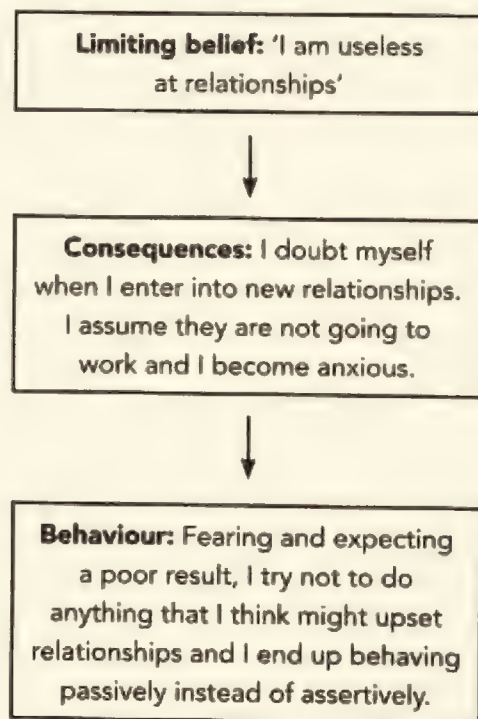 Limiting belief: 'I am useless
at relationships'
Consequences: I doubt myself
when I enter into new relationships.
I assume they are not going to
work and I become anxious.
Behaviour: Fearing and expecting
a poor result, I try not to do
anything that I think might upset
relationships and I end up behaving
passively instead of assertively.